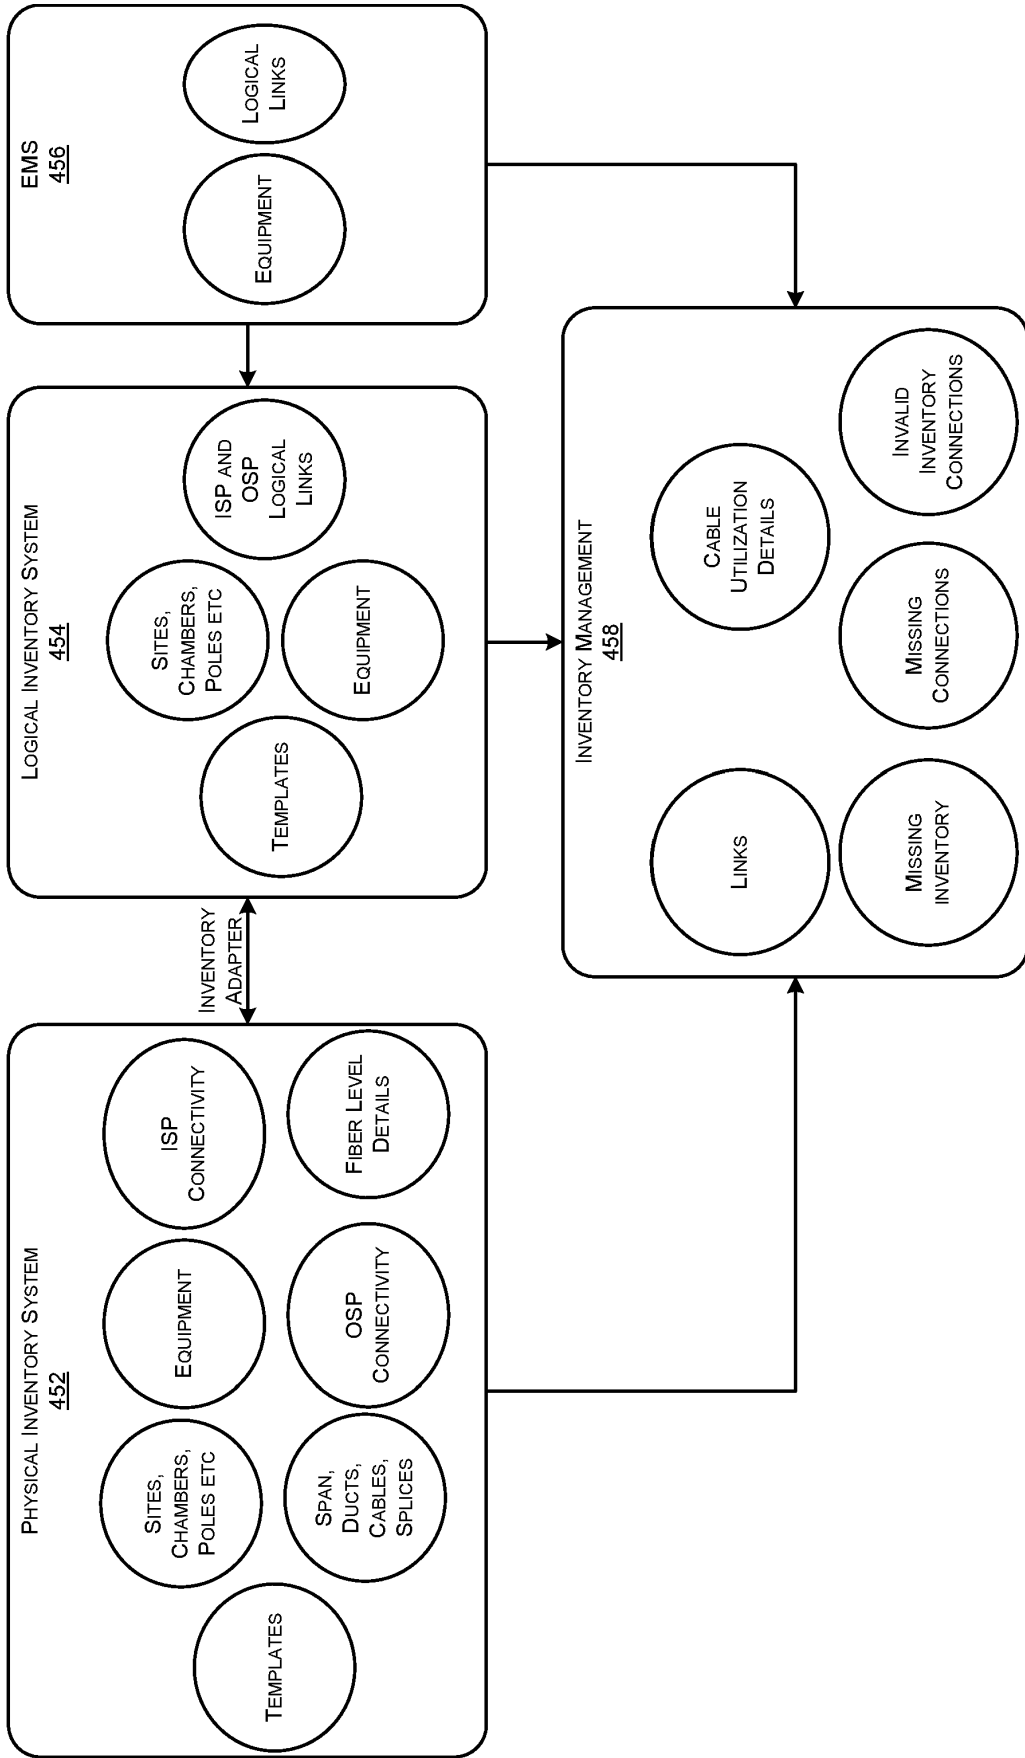 PHYSICAL INVENTORY SYSTEM
452
TEMPLATES
SITES,
CHAMBERS,
POLES ETC
EQUIPMENT
ISP
CONNECTIVITY
SPAN,
DUCTS,
CABLES,
SPLICES
OSP
CONNECTIVITY
FIBER LEVEL
DETAILS
INVENTORY
ADAPTER
LOGICAL INVENTORY SYSTEM
454
TEMPLATES
SITES,
CHAMBERS,
POLES ETC
EQUIPMENT
ISP AND
OSP
LOGICAL
LINKS
EMS
456
EQUIPMENT
LOGICAL
LINKS
INVENTORY MANAGEMENT
458
LINKS
CABLE
UTILIZATION
DETAILS
MISSING
INVENTORY
MISSING
CONNECTIONS
INVALID
INVENTORY
CONNECTIONS